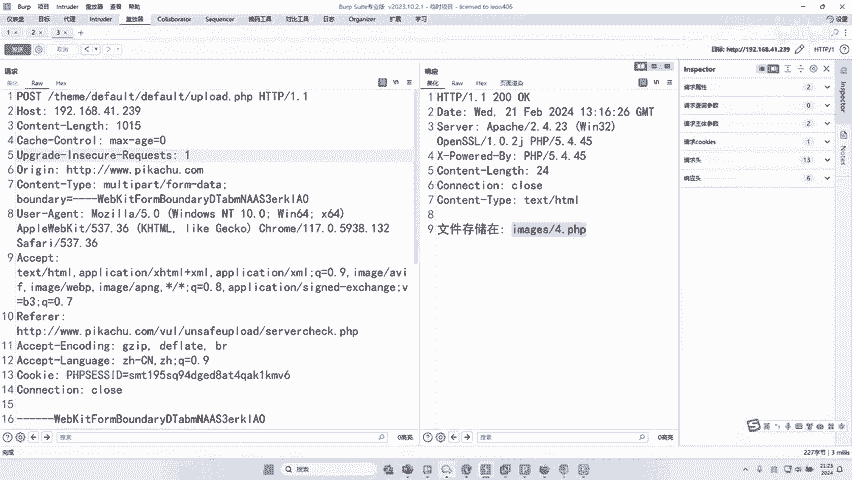 Burp 项目 Intruder 重放器 查看 帮助 Burp Suite专业版 v2023.10.2.1 - 临时项目 - licensed to leon406
仪表盘 目标 代理 Intruder 重放器 Collaborator Sequencer 编码工具 对比工具 日志 Organizer 扩展 学习 设置
1 × 2 × 3 × +
发送 取消 目标: http://192.168.41.239 HTTP/1
请求
美化 Raw Hex
1 POST /theme/default/default/upload.php HTTP/1.1
2 Host: 192.168.41.239
3 Content-Length: 1015
4 Cache-Control: max-age=0
5 Upgrade-Insecure-Requests: 1
6 Origin: http://www.pikachu.com
7 Content-Type: multipart/form-data;
boundary=----WebKitFormBoundaryDTabmNAAS3erkIA0
8 User-Agent: Mozilla/5.0 (Windows NT 10.0; Win64; x64)
AppleWebKit/537.36 (KHTML, like Gecko) Chrome/117.0.5938.132
Safari/537.36
9 Accept:
text/html,application/xhtml+xml,application/xml;q=0.9,image/avi
f,image/webp,image/apng,*/*;q=0.8,application/signed-exchange;v
=b3;q=0.7
10 Referer:
http://www.pikachu.com/vul/unsafeupload/servercheck.php
11 Accept-Encoding: gzip, deflate, br
12 Accept-Language: zh-CN,zh;q=0.9
13 Cookie: PHPSESSID=smt195sq94dged8at4qak1kmv6
14 Connection: close
15
16 ------WebKitFormBoundaryDTabmNAAS3erkIA0
搜索 0高亮
完成
响应
美化 Raw Hex 页面渲染
1 HTTP/1.1 200 OK
2 Date: Wed, 21 Feb 2024 13:16:26 GMT
3 Server: Apache/2.4.23 (Win32)
OpenSSL/1.0.2j PHP/5.4.45
4 X-Powered-By: PHP/5.4.45
5 Content-Length: 24
6 Connection: close
7 Content-Type: text/html
8
9 文件存储在: images/4.php
搜索 0高亮
Inspector
请求属性 2
请求查询参数 0
请求主体参数 2
请求cookies 1
请求头 13
响应头 6
Inspector
Notes
227字节 | 3 millis
搜索
英
21:23
2024